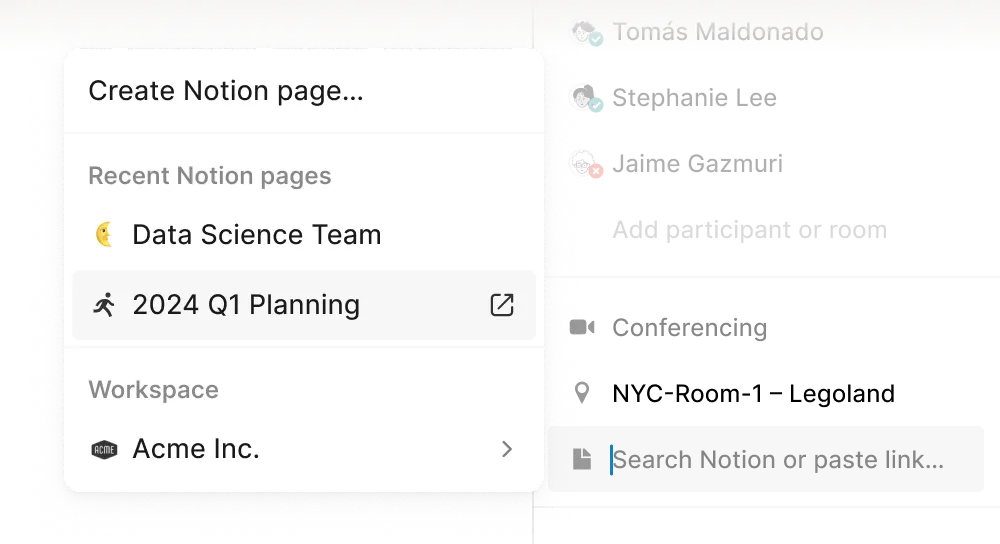 Create Notion page...
Recent Notion pages
Data Science Team
2024 Q1 Planning
Workspace
ACME
Acme Inc.
Tomás Maldonado
Stephanie Lee
Jaime Gazmuri
Add participant or room
Conferencing
NYC-Room-1 – Legoland
Search Notion or paste link...